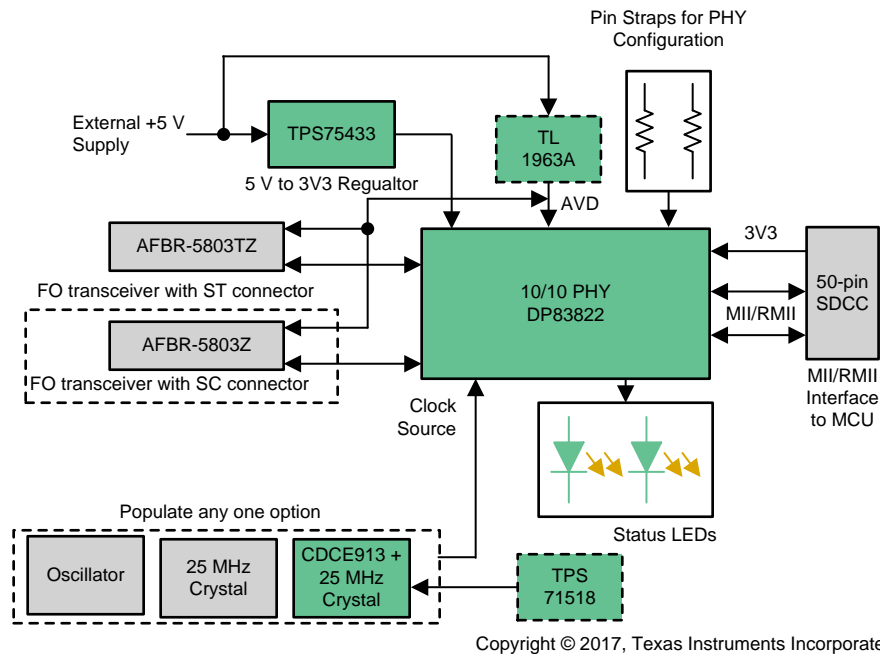 Pin Straps for PHY
Configuration
External +5 V
Supply
TPS75433
5 V to 3V3 Regualtor
TL
1963A
AVD
AFBR-5803TZ
FO transceiver with ST connector
AFBR-5803Z
FO transceiver with SC connector
10/10 PHY
DP83822
3V3
MII/RMII
50-pin
SDCC
MII/RMII
Interface
to MCU
Clock
Source
Status LEDs
Populate any one option
Oscillator
25 MHz
Crystal
CDCE913 +
25 MHz
Crystal
TPS
71518
Copyright © 2017, Texas Instruments Incorporate